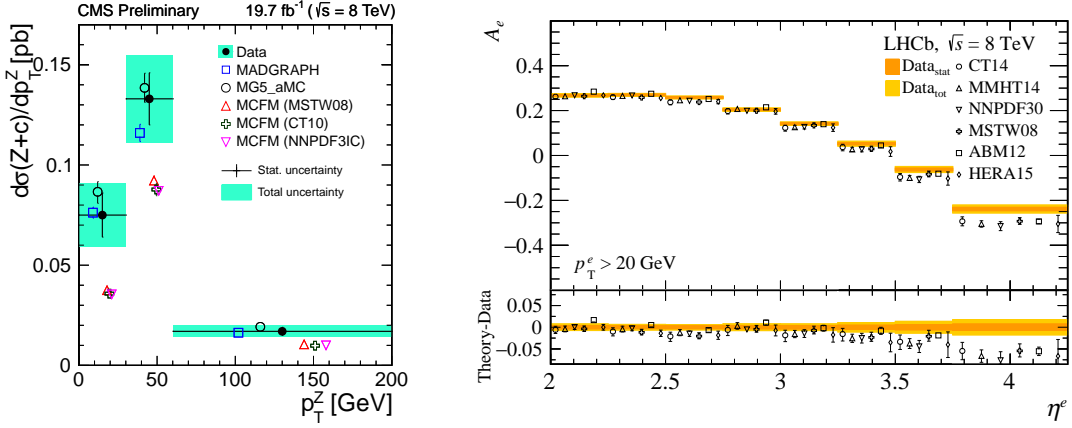 CMS Preliminary 19.7 fb⁻¹ (√s = 8 TeV)
dσ(Z+c)/dp_T^Z [pb]
0.15
0.1
0.05
0
Data
MADGRAPH
MG5_aMC
MCFM (MSTW08)
MCFM (CT10)
MCFM (NNPDF3IC)
Stat. uncertainty
Total uncertainty
0 50 100 150 200
p_T^Z [GeV]
A_e
0.4
0.2
0
−0.2
−0.4
LHCb, √s = 8 TeV
Data_stat
Data_tot
CT14
MMHT14
NNPDF30
MSTW08
ABM12
HERA15
p_T^e > 20 GeV
Theory-Data
0.05
0.00
−0.05
2 2.5 3 3.5 4
η^e